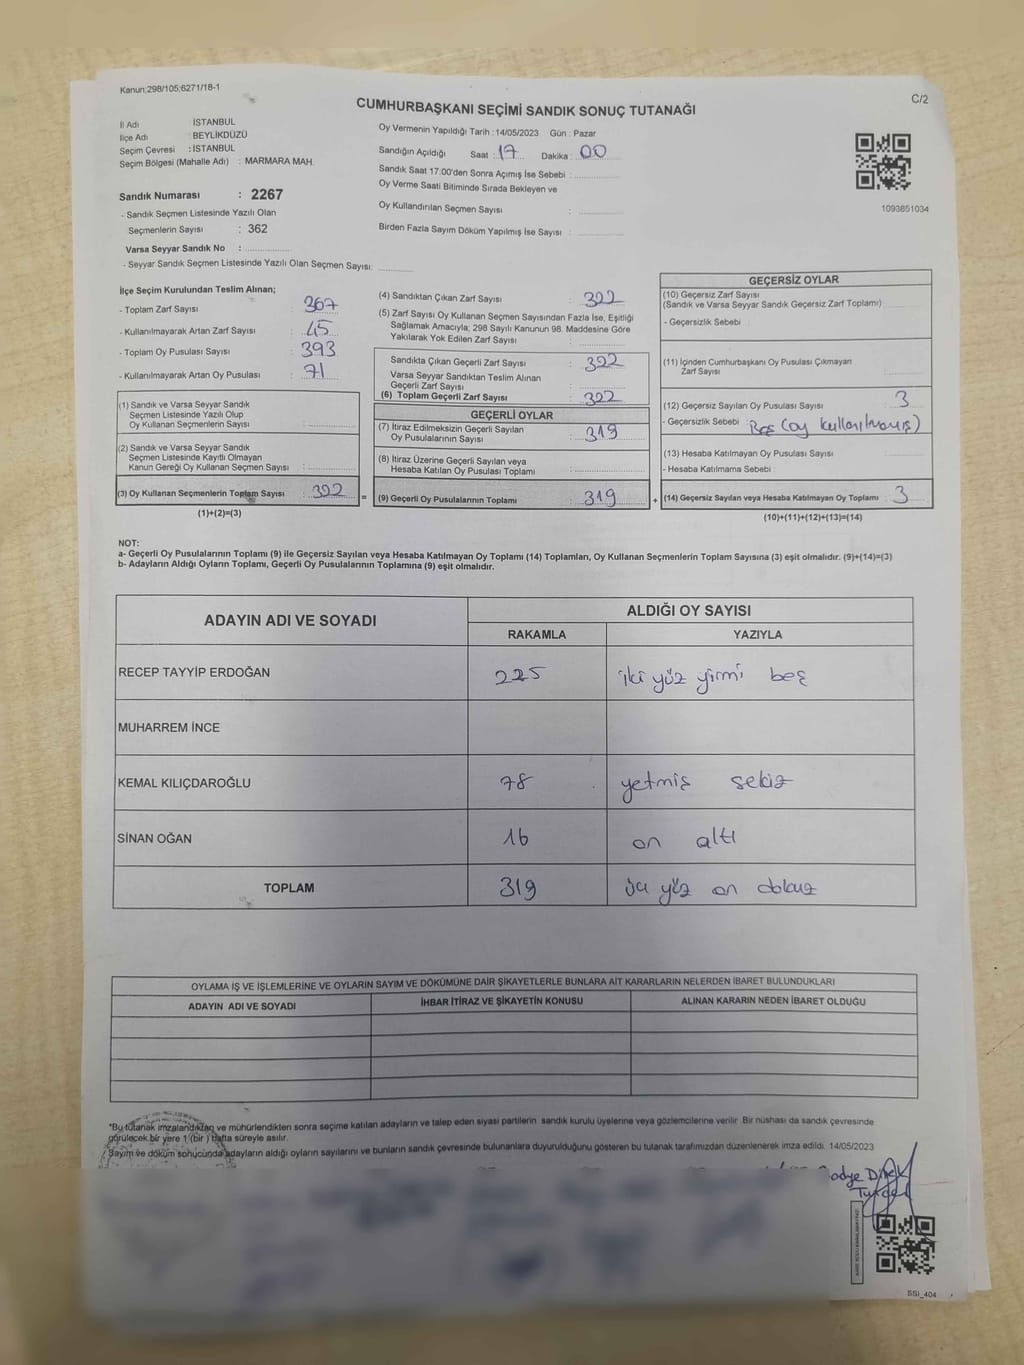 Kanun:298/105;6271/18-1
C/2
CUMHURBAŞKANI SEÇİMİ SANDIK SONUÇ TUTANAĞI
İl Adı İSTANBUL
İlçe Adı : BEYLİKDÜZÜ
Seçim Çevresi : İSTANBUL
Seçim Bölgesi (Mahalle Adı) : MARMARA MAH.
Sandık Numarası : 2267
- Sandık Seçmen Listesinde Yazılı Olan
Seçmenlerin Sayısı : 362
Varsa Seyyar Sandık No :
- Seyyar Sandık Seçmen Listesinde Yazılı Olan Seçmen Sayısı:
Oy Vermenin Yapıldığı Tarih : 14/05/2023 Gün : Pazar
Sandığın Açıldığı Saat : 17 Dakika : 00
Sandık Saat 17.00'den Sonra Açımış İse Sebebi :
Oy Verme Saati Bitiminde Sırada Bekleyen ve
Oy Kullandırılan Seçmen Sayısı :
Birden Fazla Sayım Döküm Yapılmış İse Sayısı :
1093851034
İlçe Seçim Kurulundan Teslim Alınan;
- Toplam Zarf Sayısı : 367
- Kullanılmayarak Artan Zarf Sayısı : 45
- Toplam Oy Pusulası Sayısı : 393
- Kullanılmayarak Artan Oy Pusulası : 71
(1) Sandık ve Varsa Seyyar Sandık
Seçmen Listesinde Yazılı Olup
Oy Kullanan Seçmenlerin Sayısı :
(2) Sandık ve Varsa Seyyar Sandık
Seçmen Listesinde Kayıtlı Olmayan
Kanun Gereği Oy Kullanan Seçmen Sayısı :
(3) Oy Kullanan Seçmenlerin Toplam Sayısı : 322 =
(1)+(2)=(3)
(4) Sandıktan Çıkan Zarf Sayısı : 322
(5) Zarf Sayısı Oy Kullanan Seçmen Sayısından Fazla İse, Eşitliği
Sağlamak Amacıyla; 298 Sayılı Kanunun 98. Maddesine Göre
Yakılarak Yok Edilen Zarf Sayısı :
Sandıkta Çıkan Geçerli Zarf Sayısı : 322
Varsa Seyyar Sandıktan Teslim Alınan
Geçerli Zarf Sayısı :
(6) Toplam Geçerli Zarf Sayısı : 322
GEÇERLİ OYLAR
(7) İtiraz Edilmeksizin Geçerli Sayılan
Oy Pusulalarının Sayısı : 319
(8) İtiraz Üzerine Geçerli Sayılan veya
Hesaba Katılan Oy Pusulası Toplamı :
(9) Geçerli Oy Pusulalarının Toplamı : 319 +
GEÇERSİZ OYLAR
(10) Geçersiz Zarf Sayısı
(Sandık ve Varsa Seyyar Sandık Geçersiz Zarf Toplamı) :
- Geçersizlik Sebebi :
(11) İçinden Cumhurbaşkanı Oy Pusulası Çıkmayan
Zarf Sayısı :
(12) Geçersiz Sayılan Oy Pusulası Sayısı : 3
- Geçersizlik Sebebi : Boş (oy kullanılmamış)
(13) Hesaba Katılmayan Oy Pusulası Sayısı :
- Hesaba Katılmama Sebebi :
(14) Geçersiz Sayılan veya Hesaba Katılmayan Oy Toplamı : 3
(10)+(11)+(12)+(13)=(14)
NOT:
a- Geçerli Oy Pusulalarının Toplamı (9) ile Geçersiz Sayılan veya Hesaba Katılmayan Oy Toplamı (14) Toplamları, Oy Kullanan Seçmenlerin Toplam Sayısına (3) eşit olmalıdır. (9)+(14)=(3)
b- Adayların Aldığı Oyların Toplamı, Geçerli Oy Pusulalarının Toplamına (9) eşit olmalıdır.
ADAYIN ADI VE SOYADI ALDIĞI OY SAYISI
RAKAMLA YAZIYLA
RECEP TAYYİP ERDOĞAN 225 iki yüz yirmi beş
MUHARREM İNCE
KEMAL KILIÇDAROĞLU 78 yetmiş sekiz
SİNAN OĞAN 16 on altı
TOPLAM 319 üç yüz on dokuz
OYLAMA İŞ VE İŞLEMLERİNE VE OYLARIN SAYIM VE DÖKÜMÜNE DAİR ŞİKAYETLERLE BUNLARA AİT KARARLARIN NELERDEN İBARET BULUNDUKLARI
ADAYIN ADI VE SOYADI İHBAR İTİRAZ VE ŞİKAYETİN KONUSU ALINAN KARARIN NEDEN İBARET OLDUĞU
*Bu tutanak imzalandıktan ve mühürlendikten sonra seçime katılan adayların ve talep eden siyasi partilerin sandık kurulu üyelerine veya gözlemcilerine verilir. Bir nüshası da sandık çevresinde
görülecek bir yere 1 (bir ) hafta süreyle asılır.
Sayım ve döküm sonucunda adayların aldığı oyların sayılarını ve bunların sandık çevresinde bulunanlara duyurulduğunu gösteren bu tutanak tarafımızdan düzenlenerek imza edildi. 14/05/2023
SSI_404